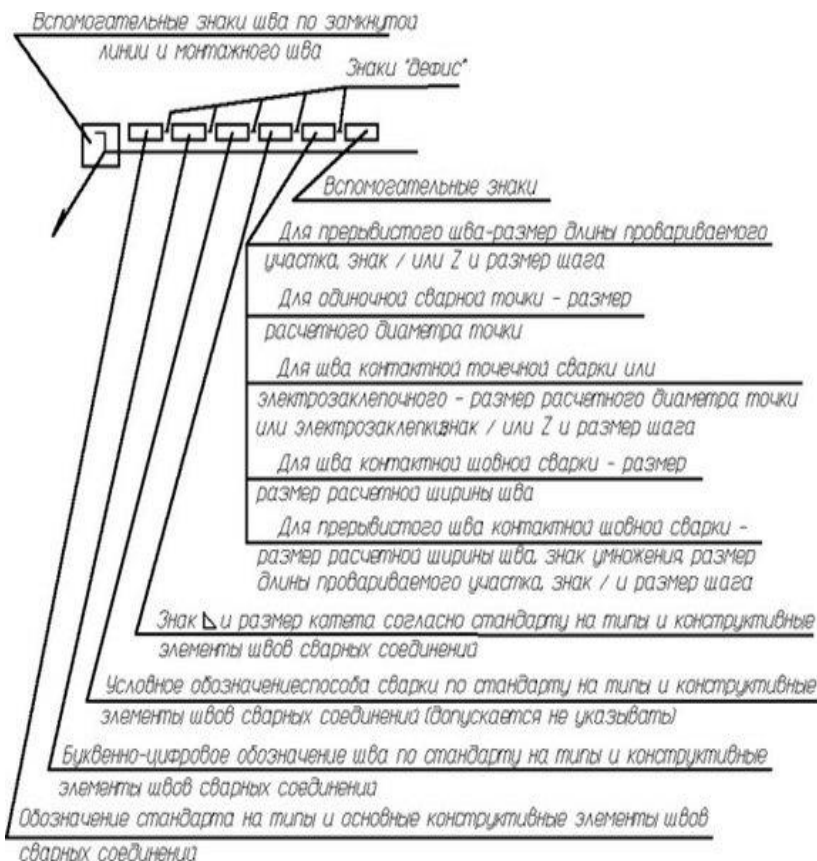 Вспомогательные знаки шва по замкнутой
линии и монтажного шва
Знаки "дефис"
Вспомогательные знаки
Для прерывистого шва-размер длины провариваемого
участка, знак / или Z и размер шага
Для одиночной сварной точки - размер
расчетного диаметра точки
Для шва контактной точечной сварки или
электрозаклепочного - размер расчетного диаметра точки
или электрозаклепки,знак / или Z и размер шага
Для шва контактной шовной сварки - размер
размер расчетной ширины шва
Для прерывистого шва контактной шовной сварки -
размер расчетной ширины шва, знак умножения, размер
длины провариваемого участка, знак / и размер шага
Знак ⊿ и размер катета согласно стандарту на типы и конструктивные
элементы швов сварных соединений
Условное обозначениеспособа сварки по стандарту на типы и конструктивные
элементы швов сварных соединений (допускается не указывать)
Буквенно-цифровое обозначение шва по стандарту на типы и конструктивные
элементы швов сварных соединений
Обозначение стандарта на типы и основные конструктивные элементы швов
сварных соединений